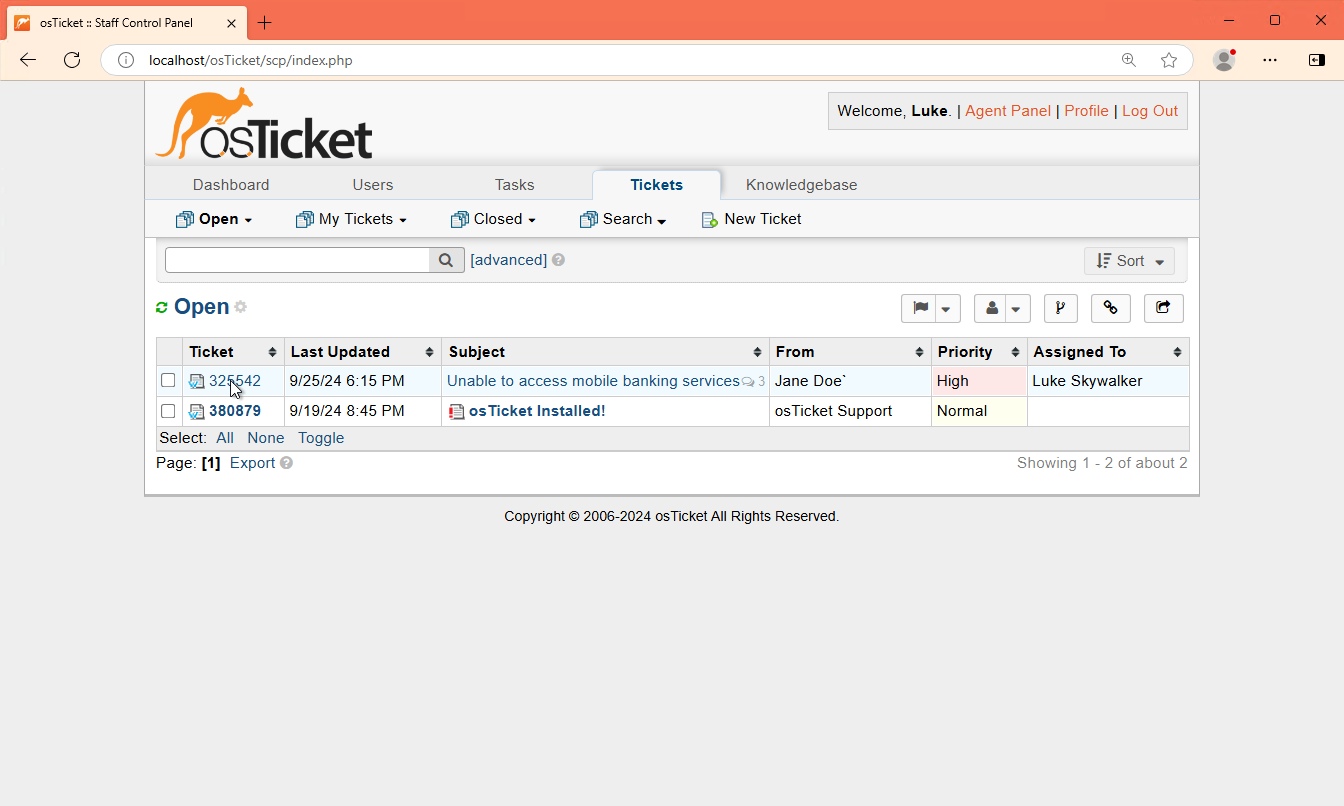 osTicket :: Staff Control Panel
localhost/osTicket/scp/index.php
osTicket
Welcome, Luke. | Agent Panel | Profile | Log Out
Dashboard Users Tasks Tickets Knowledgebase
Open My Tickets Closed Search New Ticket
[advanced] ? Sort
Open
Ticket Last Updated Subject From Priority Assigned To
325542 9/25/24 6:15 PM Unable to access mobile banking services 3 Jane Doe` High Luke Skywalker
380879 9/19/24 8:45 PM osTicket Installed! osTicket Support Normal
Select: All None Toggle
Page: [1] Export ? Showing 1 - 2 of about 2
Copyright © 2006-2024 osTicket All Rights Reserved.